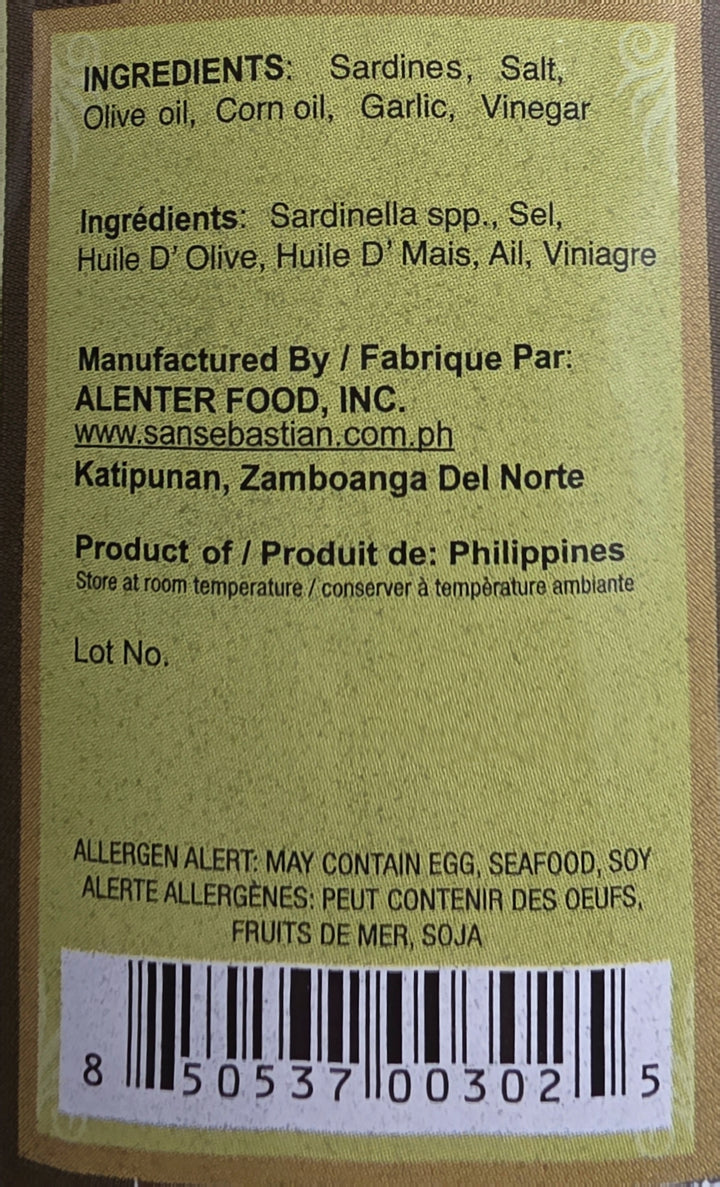 INGREDIENTS: Sardines, Salt,
Olive oil, Corn oil, Garlic, Vinegar
Ingrédients: Sardinella spp., Sel,
Huile D' Olive, Huile D' Mais, Ail, Viniagre
Manufactured By / Fabrique Par:
ALENTER FOOD, INC.
www.sansebastian.com.ph
Katipunan, Zamboanga Del Norte
Product of / Produit de: Philippines
Store at room temperature / conserver à tempèrature ambiante
Lot No.
ALLERGEN ALERT: MAY CONTAIN EGG, SEAFOOD, SOY
ALERTE ALLERGÈNES: PEUT CONTENIR DES OEUFS,
FRUITS DE MER, SOJA
8 50537 00302 5